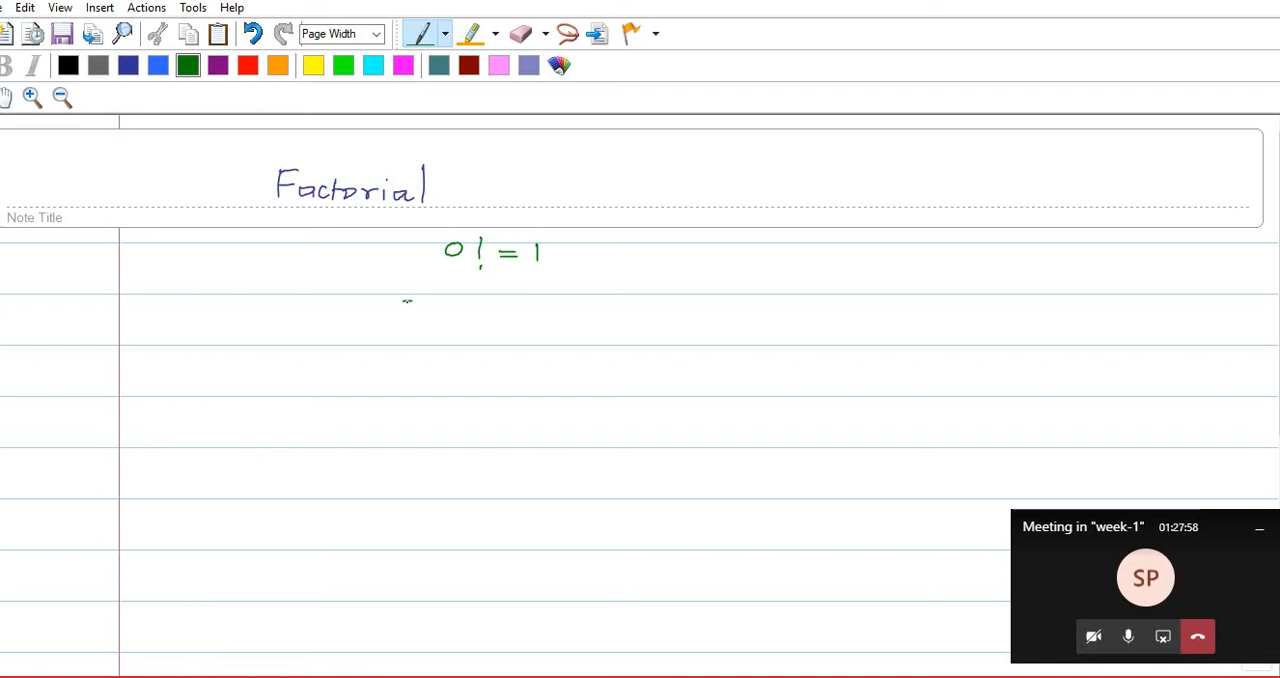 Edit View Insert Actions Tools Help
Page Width
B I
Factorial
Note Title
0! = 1
Meeting in "week-1" 01:27:58
SP